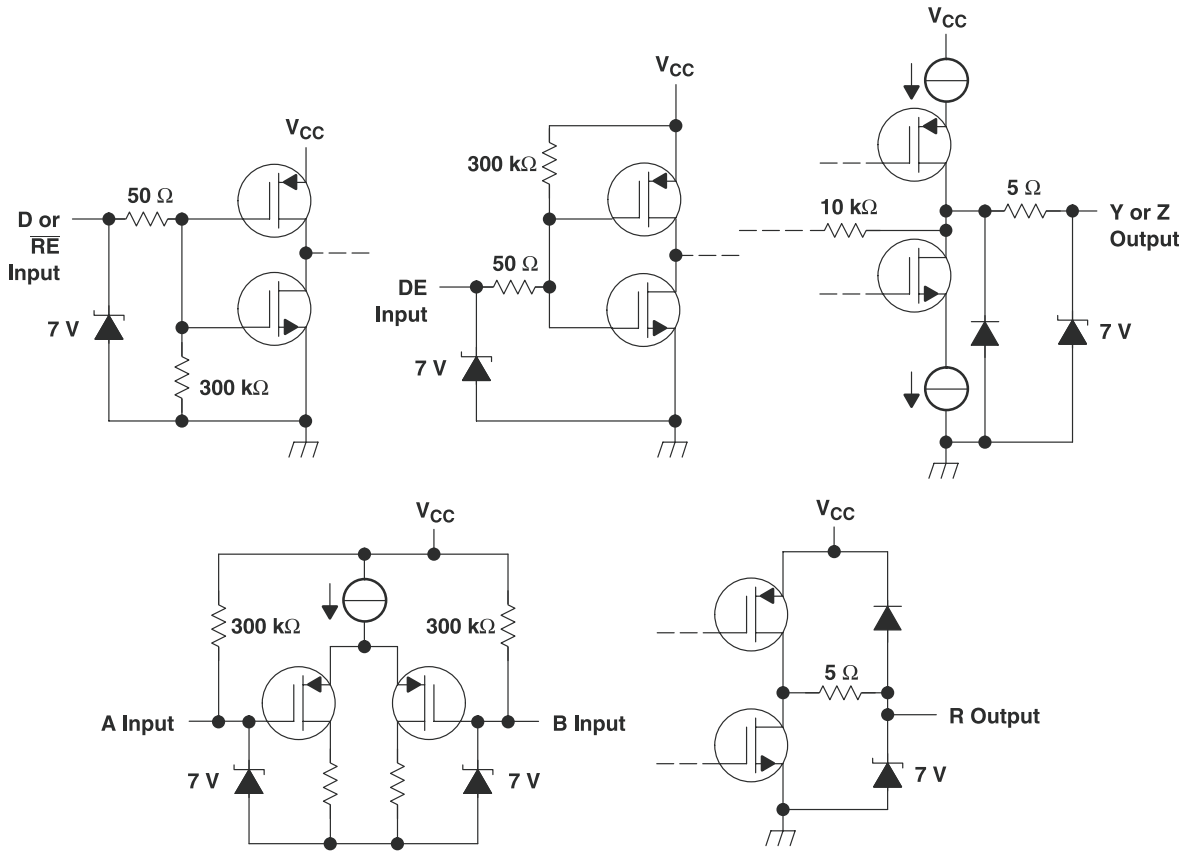 VCC
50 Ω
D or
R̅E̅
Input
7 V
300 kΩ
VCC
300 kΩ
50 Ω
DE
Input
7 V
VCC
5 Ω
10 kΩ
Y or Z
Output
7 V
VCC
300 kΩ
300 kΩ
A Input
B Input
7 V
7 V
VCC
5 Ω
R Output
7 V